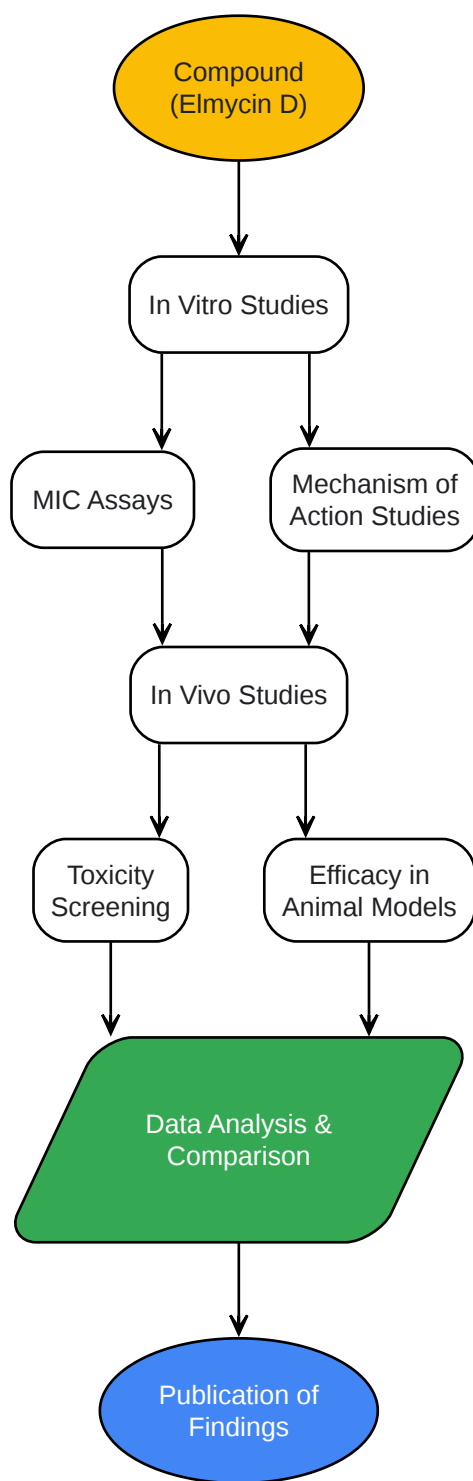 Compound
(Elmycin D)
In Vitro Studies
MIC Assays
Mechanism of
Action Studies
In Vivo Studies
Toxicity
Screening
Efficacy in
Animal Models
Data Analysis &
Comparison
Publication of
Findings